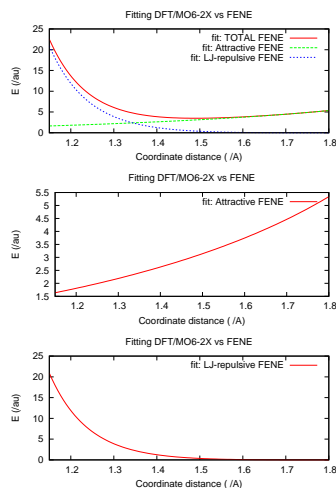 Fitting DFT/MO6-2X vs FENE
25
20
15
10
5
0
E (/au)
fit: TOTAL FENE
fit: Attractive FENE
fit: LJ-repulsive FENE
1.2 1.3 1.4 1.5 1.6 1.7 1.8
Coordinate distance ( /A)
Fitting DFT/MO6-2X vs FENE
5.5
5
4.5
4
3.5
3
2.5
2
1.5
E (/au)
fit: Attractive FENE
1.2 1.3 1.4 1.5 1.6 1.7 1.8
Coordinate distance ( /A)
Fitting DFT/MO6-2X vs FENE
25
20
15
10
5
0
E (/au)
fit: LJ-repulsive FENE
1.2 1.3 1.4 1.5 1.6 1.7 1.8
Coordinate distance ( /A)